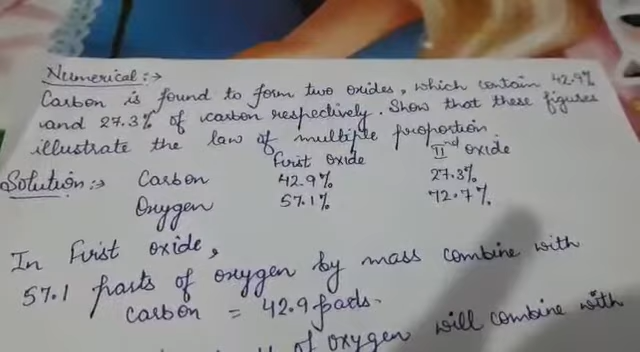 Numerical :→
Carbon is found to form two oxides, which contain 42.9%
and 27.3% of carbon respectively. Show that these figures
illustrate the law of multiple proportion.
First oxide IInd oxide
Solution :→ Carbon 42.9% 27.3%
Oxygen 57.1% 72.7%
In First oxide,
57.1 parts of oxygen by mass combine with
carbon = 42.9 parts.
of oxygen will combine with